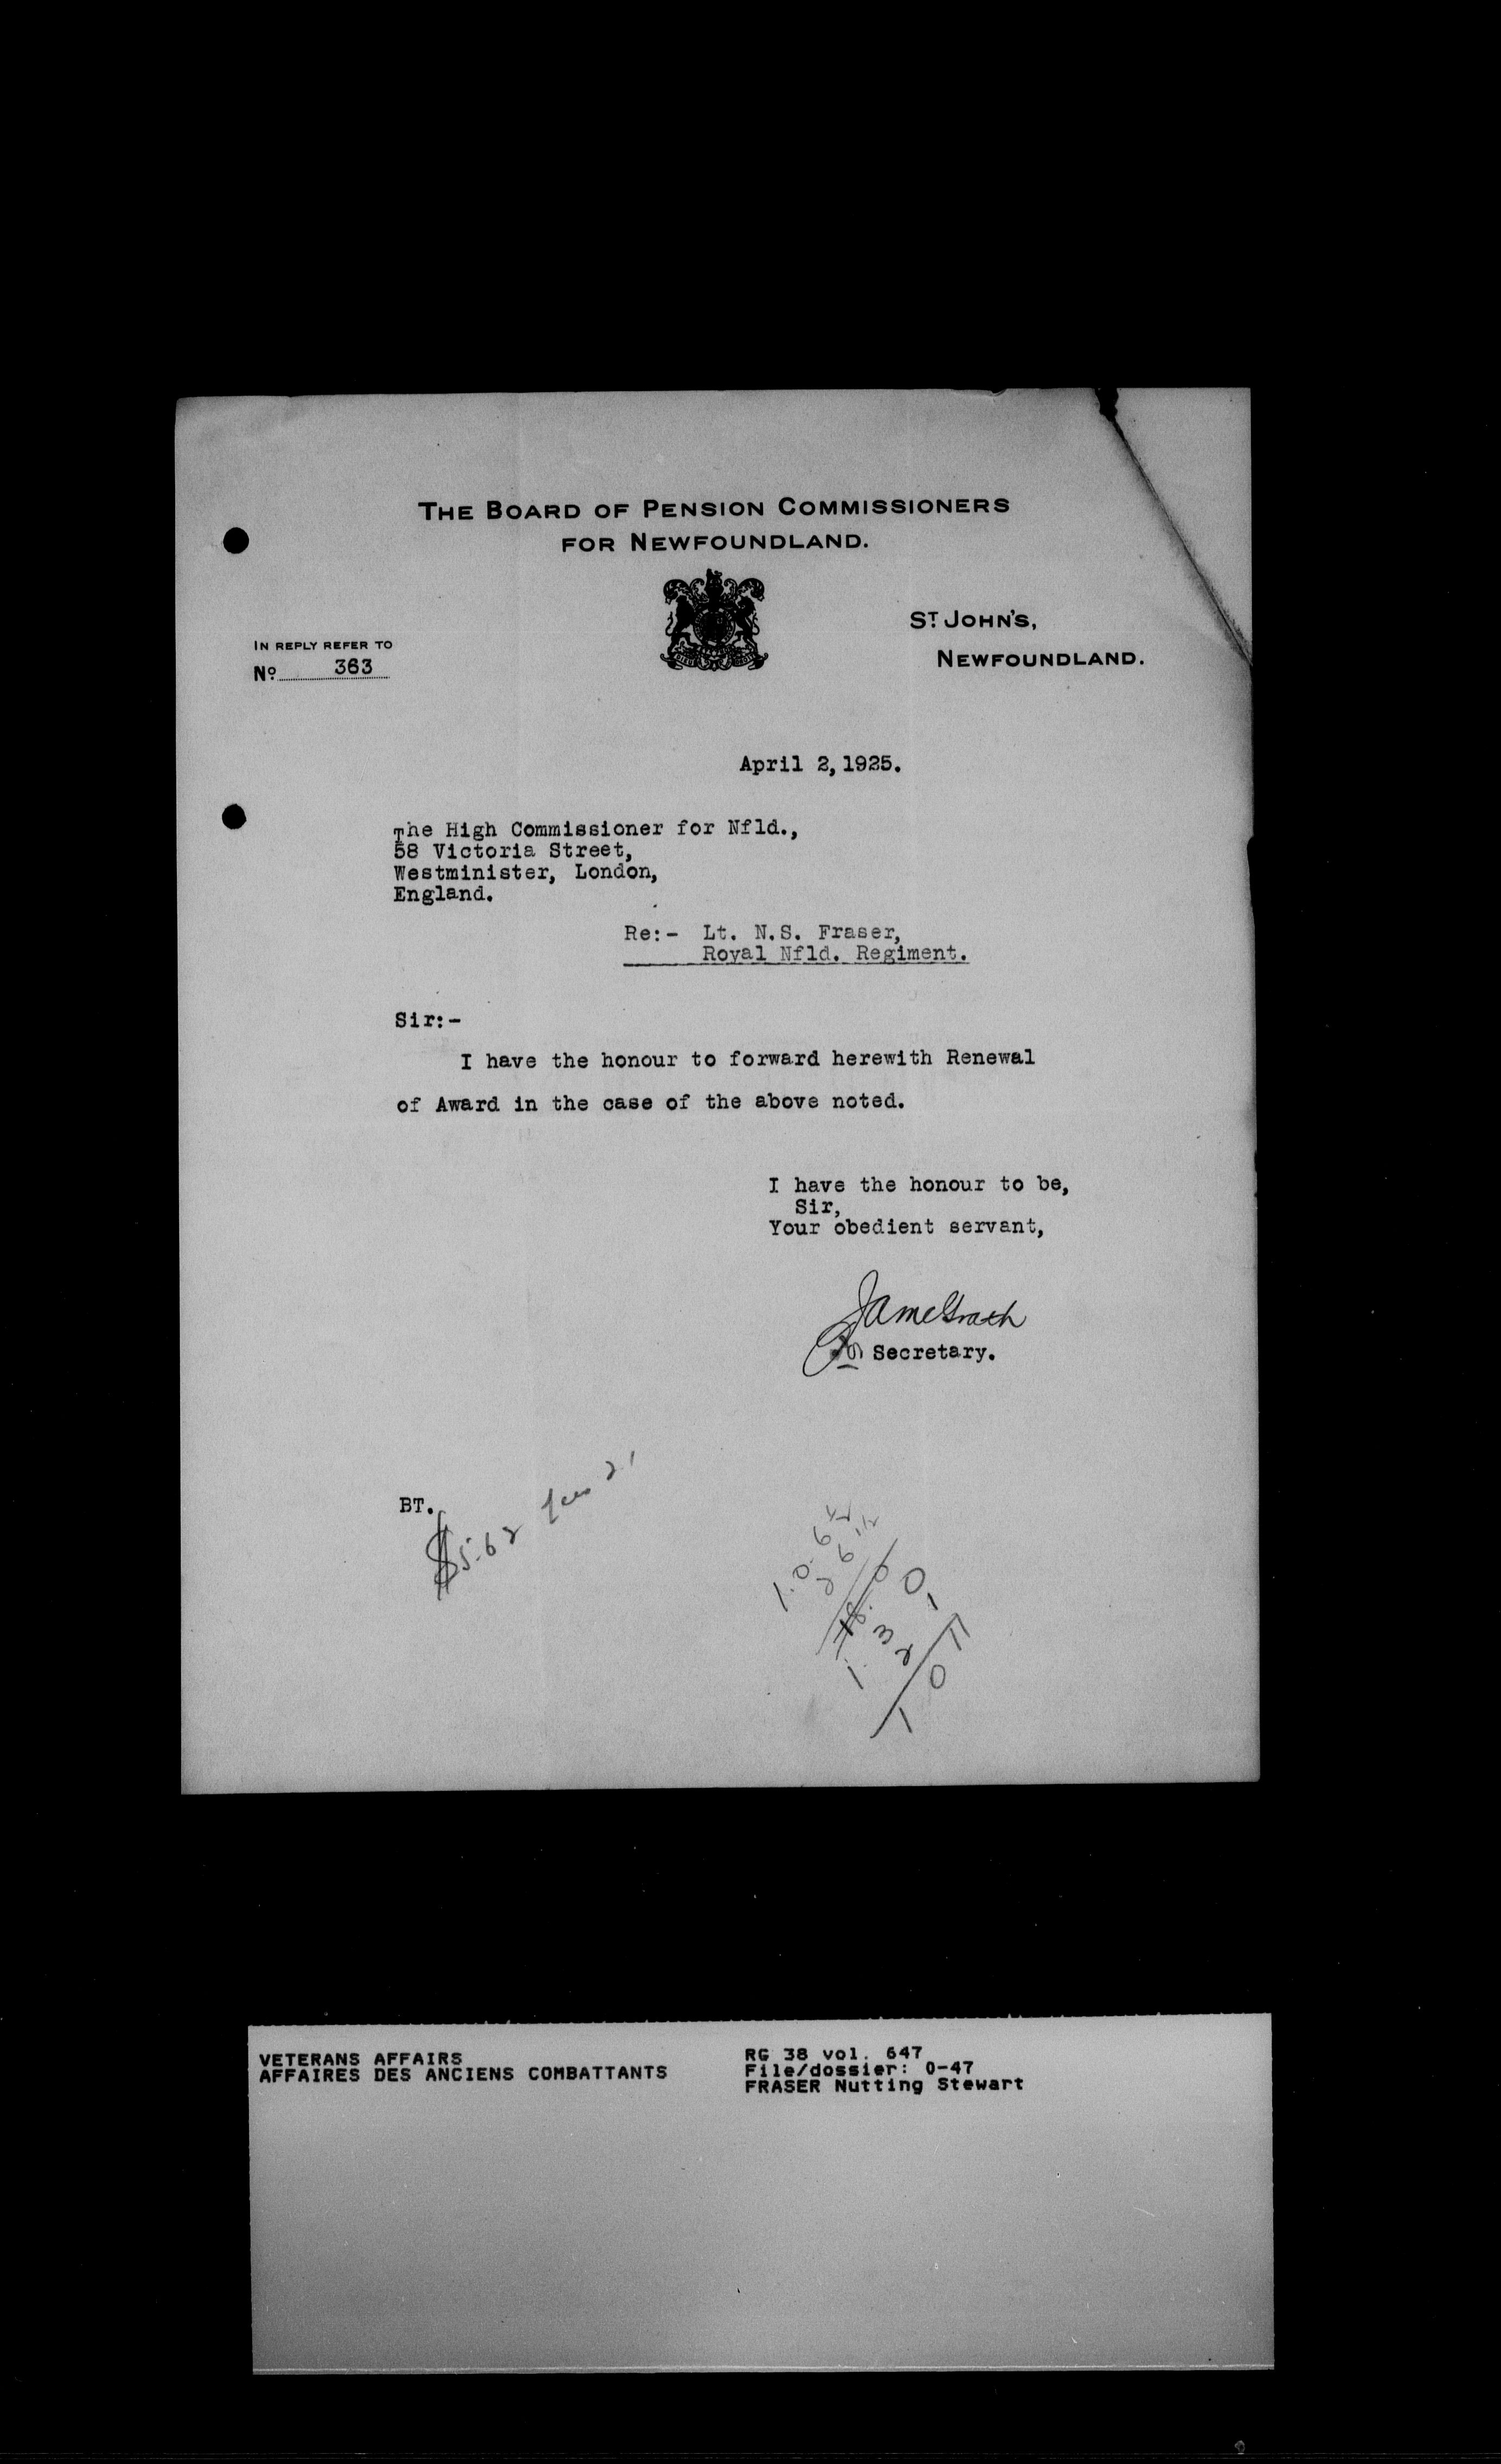 THE BOARD OF PENSION COMMISSIONERS
FOR NEWFOUNDLAND.
ST. JOHN'S,
NEWFOUNDLAND.
IN REPLY REFER TO
No. 363
April 2, 1925.
The High Commissioner for Nfld.,
58 Victoria Street,
Westminister, London,
England.
Re:- Lt. N.S. Fraser,
Royal Nfld. Regiment.
Sir:-
I have the honour to forward herewith Renewal
of Award in the case of the above noted.
I have the honour to be,
Sir,
Your obedient servant,
for Secretary.
BT.
$5.62
VETERANS AFFAIRS
AFFAIRES DES ANCIENS COMBATTANTS
RG 38 vol. 647
File/dossier: 0-47
FRASER Nutting Stewart